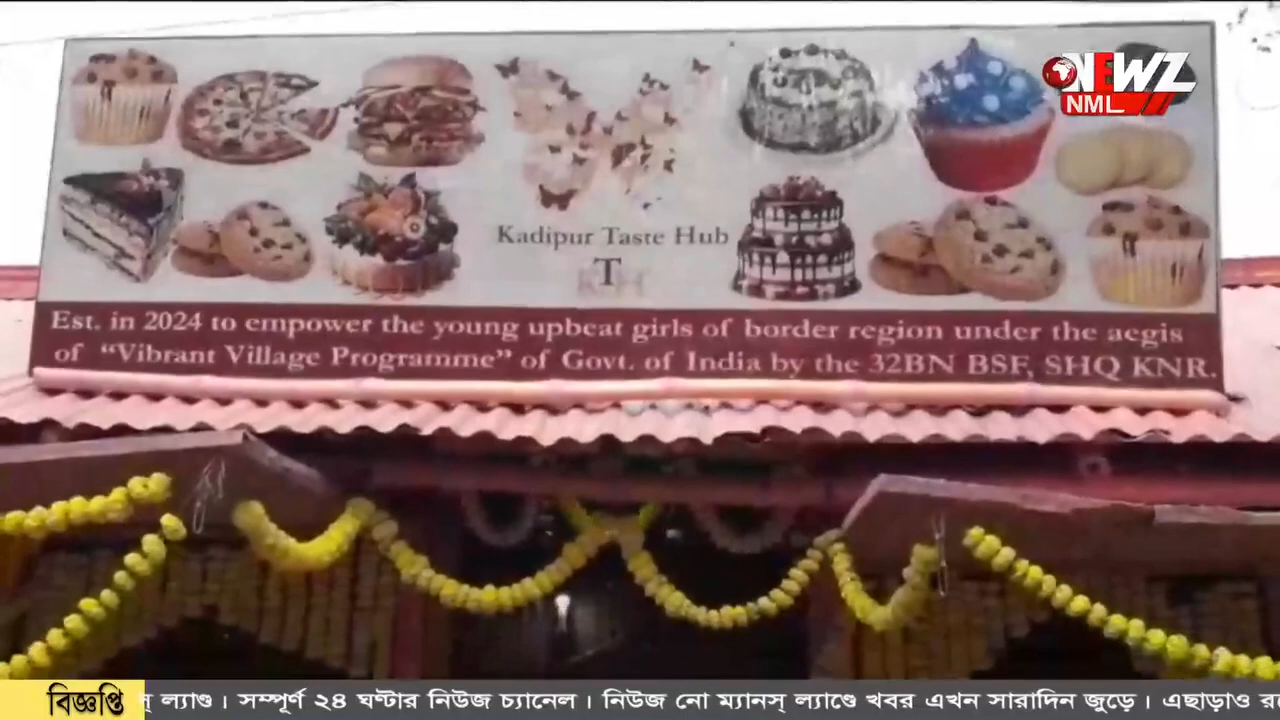 NEWZ
NML
Kadipur Taste Hub
KTH
Est. in 2024 to empower the young upbeat girls of border region under the aegis
of “Vibrant Village Programme” of Govt. of India by the 32BN BSF, SHQ KNR.
বিজ্ঞপ্তি
স্ ল্যাণ্ড । সম্পূর্ণ ২৪ ঘণ্টার নিউজ চ্যানেল । নিউজ নো ম্যানস্ ল্যাণ্ডে খবর এখন সারাদিন জুড়ে । এছাড়াও